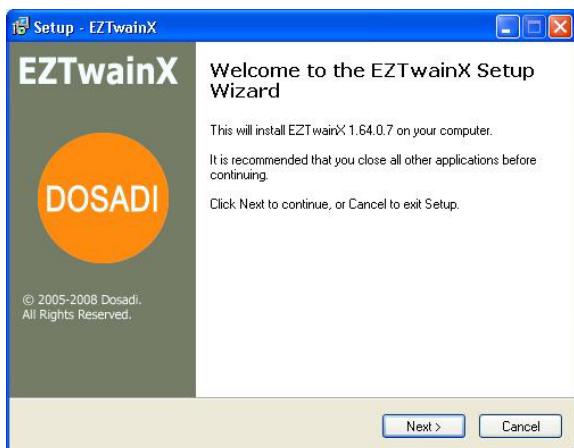 Setup - EZTwainX
EZTwainX
DOSADI
© 2005-2008 Dosadi.
All Rights Reserved.
Welcome to the EZTwainX Setup
Wizard
This will install EZTwainX 1.64.0.7 on your computer.
It is recommended that you close all other applications before
continuing.
Click Next to continue, or Cancel to exit Setup.
Next >
Cancel